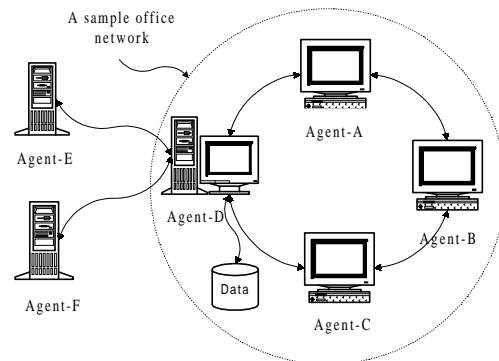 A sample office
network
Agent-A
Agent-E
Agent-D
Agent-B
Data
Agent-F
Agent-C